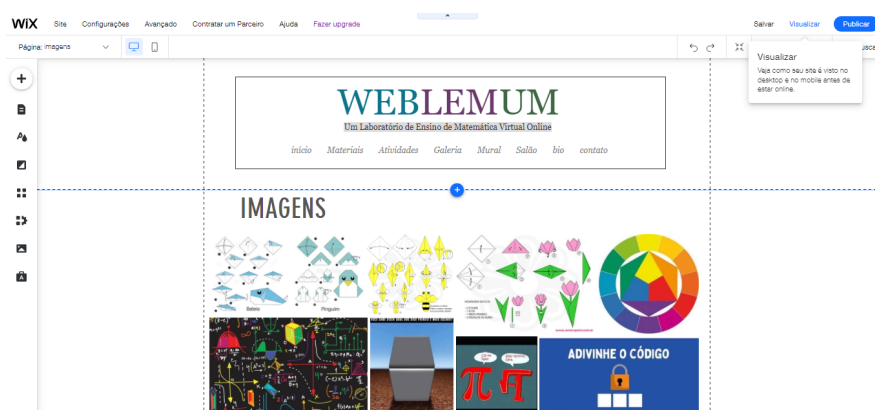 WiX Site Configurações Avançado Contratar um Parceiro Ajuda Fazer upgrade Salvar Visualizar Publicar
Página: Imagens
Visualizar
Veja como seu site é visto no
desktop e no mobile antes de
estar online.
WEBLEMUM
Um Laboratório de Ensino de Matemática Virtual Online
início Materiais Atividades Galeria Mural Salão bio contato
IMAGENS
Pinguim
ADIVINHE O CÓDIGO